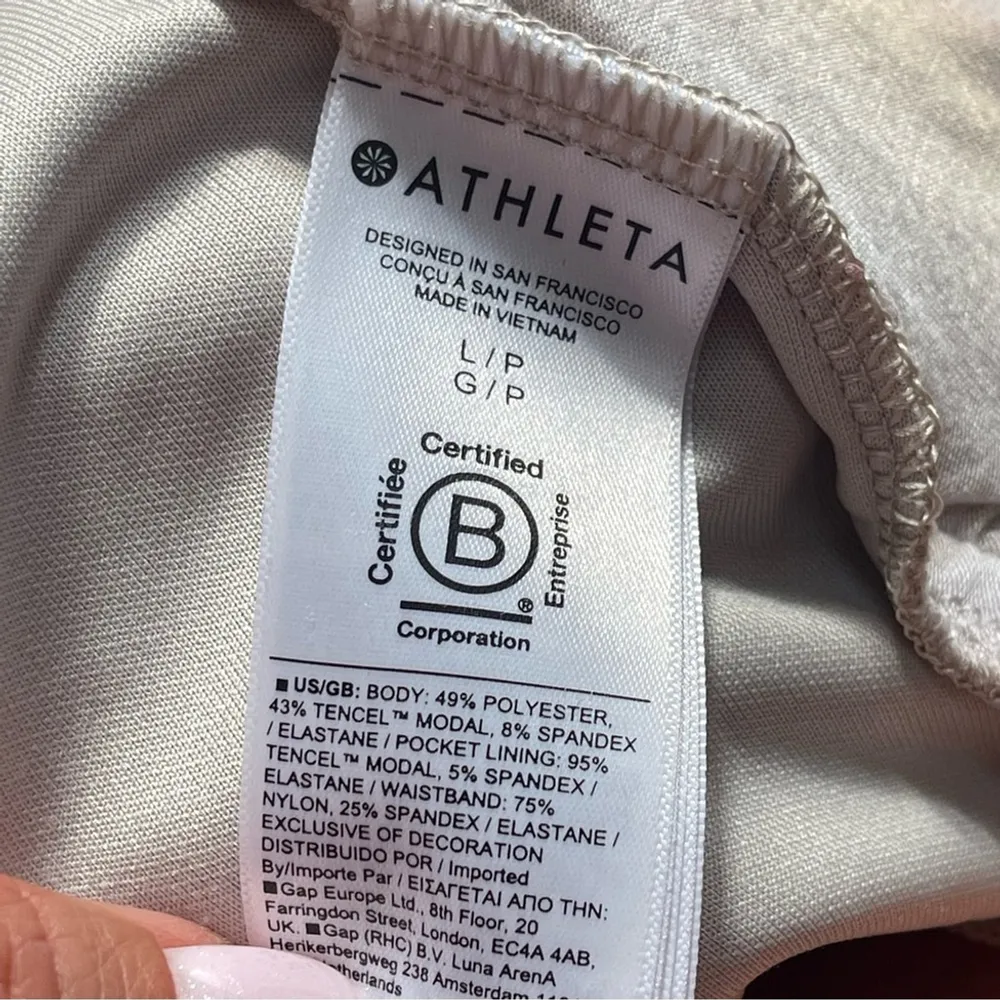 ATHLETA
DESIGNED IN SAN FRANCISCO
CONÇU À SAN FRANCISCO
MADE IN VIETNAM
L / P
G / P
Certified
Certifiée
B
Entreprise
®
Corporation
■ US/GB: BODY: 49% POLYESTER,
43% TENCEL™ MODAL, 8% SPANDEX
/ ELASTANE / POCKET LINING: 95%
TENCEL™ MODAL, 5% SPANDEX /
ELASTANE / WAISTBAND: 75%
NYLON, 25% SPANDEX / ELASTANE /
EXCLUSIVE OF DECORATION
DISTRIBUIDO POR / Imported
By/Importe Par / ΕΙΣΑΓΕΤΑΙ ΑΠΟ ΤΗΝ:
■Gap Europe Ltd., 8th Floor, 20
Farringdon Street, London, EC4A 4AB,
UK. ■Gap (RHC) B.V. Luna ArenA
Herikerbergweg 238 Amsterdam
therlands